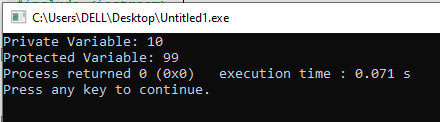 C:\Users\DELL\Desktop\Untitled1.exe
Private Variable: 10
Protected Variable: 99
Process returned 0 (0x0)   execution time : 0.071 s
Press any key to continue.